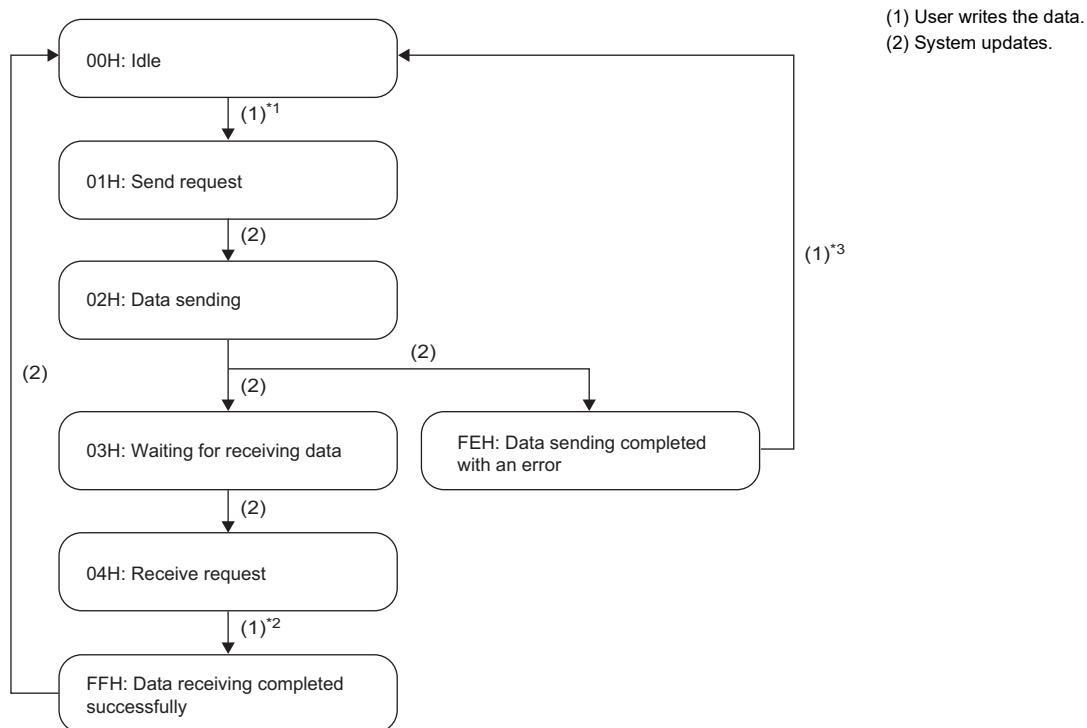 (1) User writes the data.
(2) System updates.
00H: Idle
(1)*1
01H: Send request
(2)
02H: Data sending
(1)*3
(2)
(2)
(2)
03H: Waiting for receiving data
FEH: Data sending completed
with an error
(2)
04H: Receive request
(1)*2
FFH: Data receiving completed
successfully